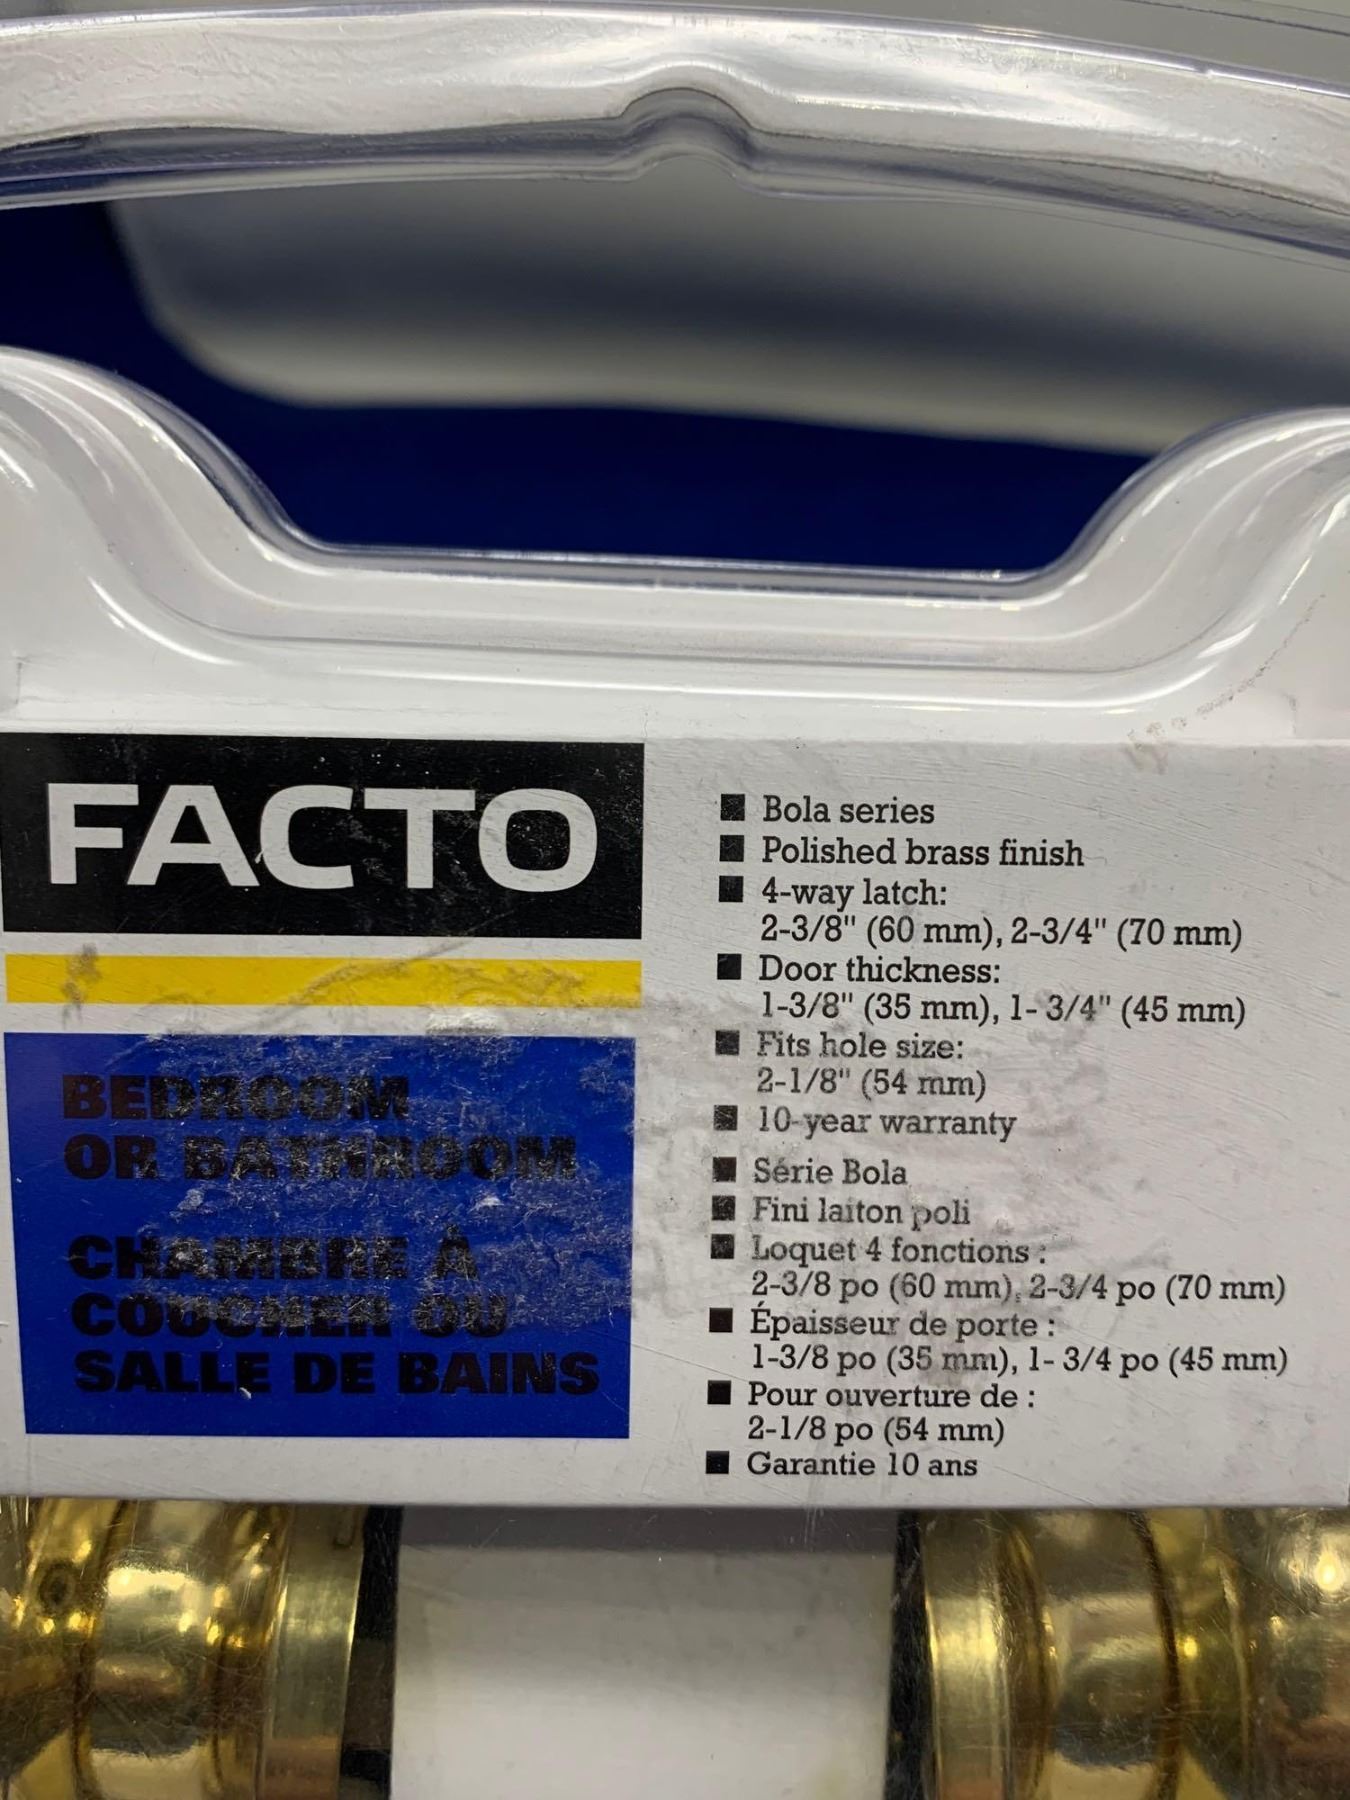 FACTO
BEDROOM
OR BATHROOM
CHAMBRE À
COUCHER OU
SALLE DE BAINS
■ Bola series
■ Polished brass finish
■ 4-way latch:
2-3/8" (60 mm), 2-3/4" (70 mm)
■ Door thickness:
1-3/8" (35 mm), 1- 3/4" (45 mm)
■ Fits hole size:
2-1/8" (54 mm)
■ 10-year warranty
■ Série Bola
■ Fini laiton poli
■ Loquet 4 fonctions :
2-3/8 po (60 mm), 2-3/4 po (70 mm)
■ Épaisseur de porte :
1-3/8 po (35 mm), 1- 3/4 po (45 mm)
■ Pour ouverture de :
2-1/8 po (54 mm)
■ Garantie 10 ans